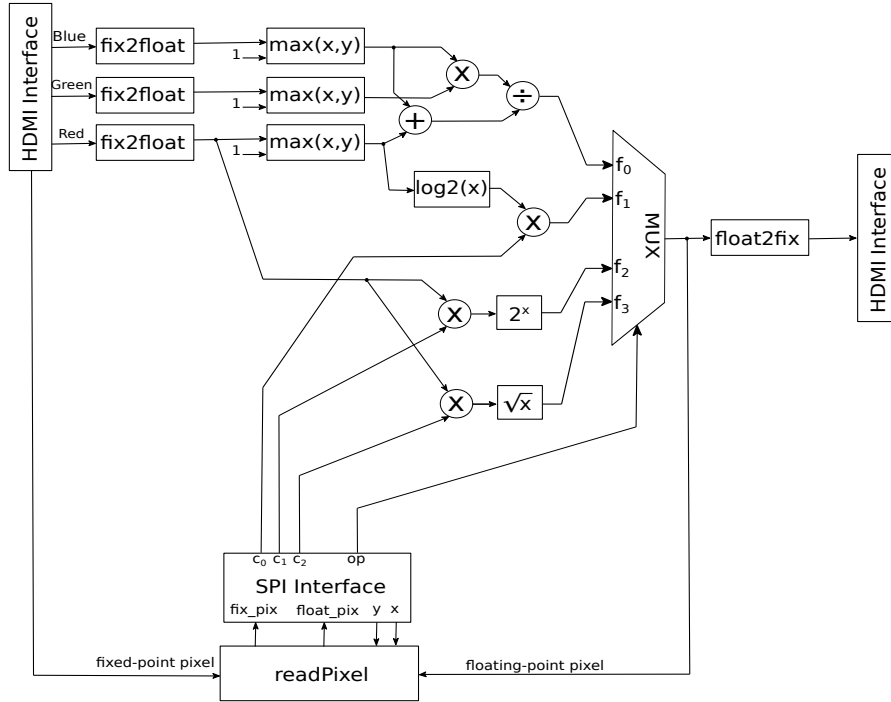 HDMI Interface
Blue
fix2float
1
max(x,y)
X
÷
Green
fix2float
1
max(x,y)
+
Red
fix2float
1
max(x,y)
log2(x)
X
f₀
f₁
f₂
f₃
MUX
float2fix
HDMI Interface
X
2ˣ
X
√x
c₀ c₁ c₂ op
SPI Interface
fix_pix float_pix y x
fixed-point pixel
readPixel
floating-point pixel